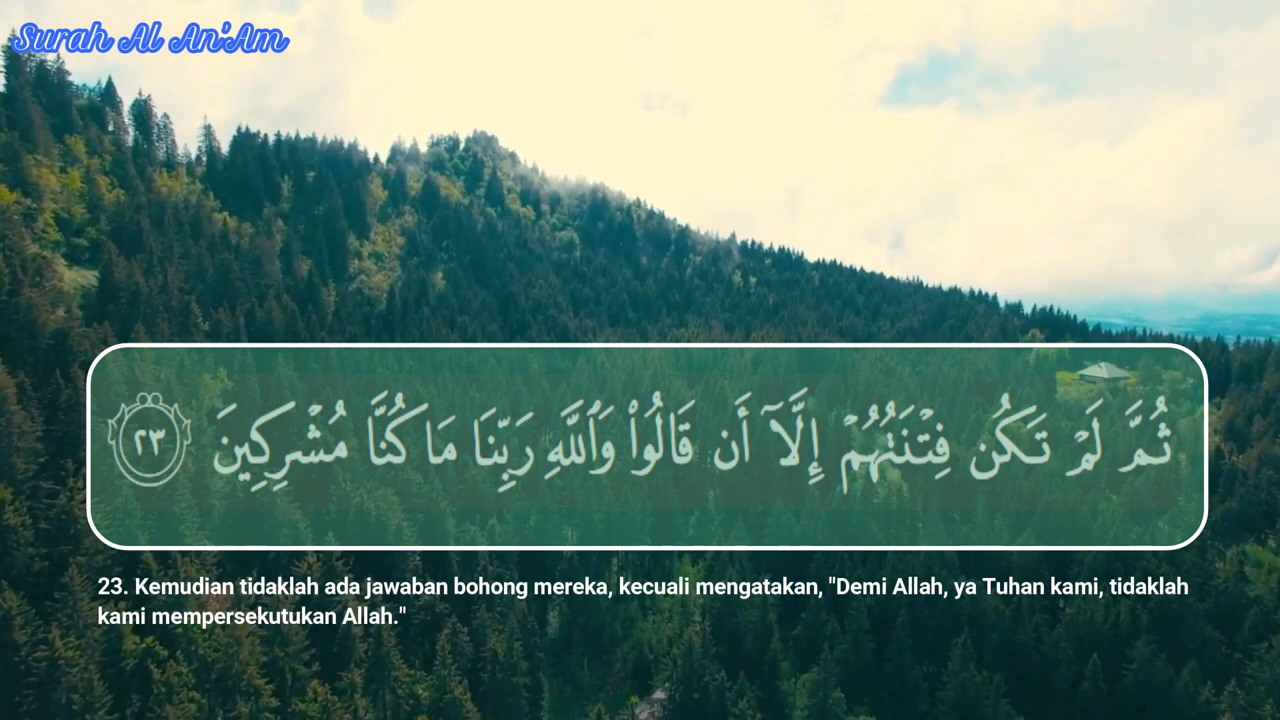 Surah Al An'Am
ثُمَّ لَمْ تَكُن فِتْنَتُهُمْ إِلَّآ أَن قَالُوا۟ وَٱللَّهِ رَبِّنَا مَا كُنَّا مُشْرِكِينَ ٢٣
23. Kemudian tidaklah ada jawaban bohong mereka, kecuali mengatakan, "Demi Allah, ya Tuhan kami, tidaklah
kami mempersekutukan Allah."